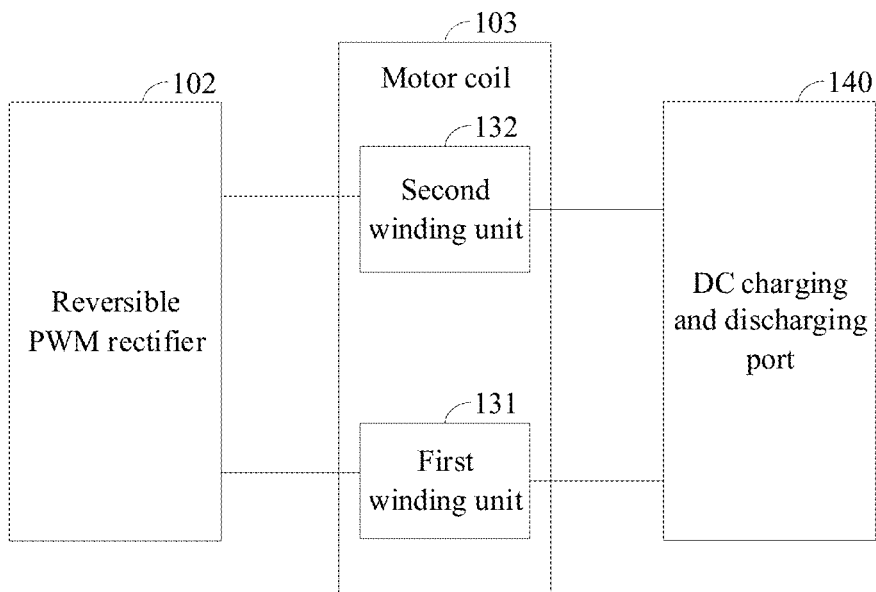 103
Motor coil
102
140
132
Second
winding unit
Reversible
PWM rectifier
DC charging
and discharging
port
131
First
winding unit